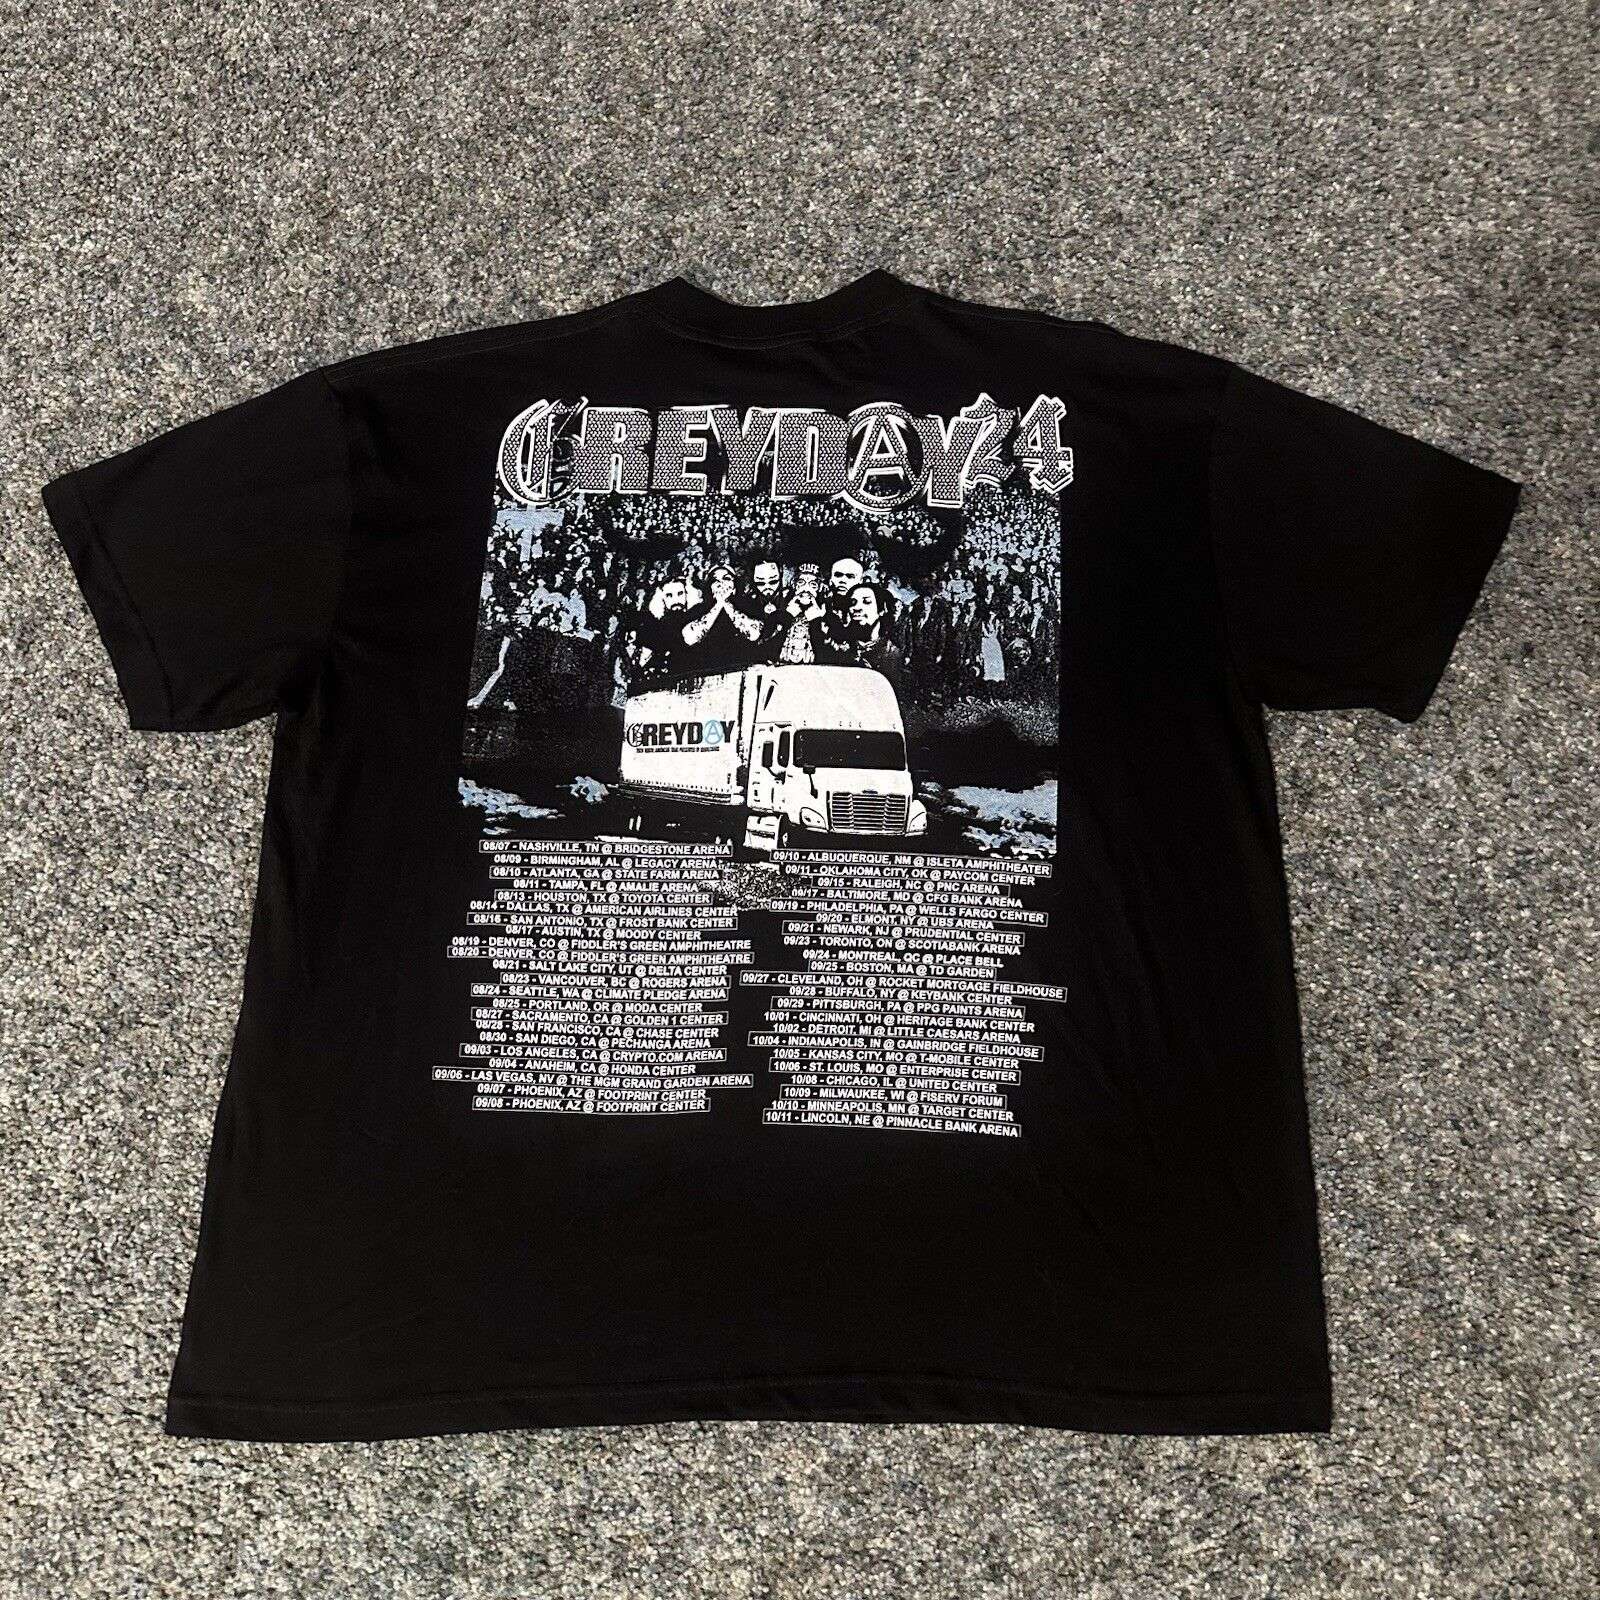 GREYDAY24
STAFF
GREYDAY
08/07 - NASHVILLE, TN @ BRIDGESTONE ARENA
08/09 - BIRMINGHAM, AL @ LEGACY ARENA
08/10 - ATLANTA, GA @ STATE FARM ARENA
08/11 - TAMPA, FL @ AMALIE ARENA
08/13 - HOUSTON, TX @ TOYOTA CENTER
08/14 - DALLAS, TX @ AMERICAN AIRLINES CENTER
08/16 - SAN ANTONIO, TX @ FROST BANK CENTER
08/17 - AUSTIN, TX @ MOODY CENTER
08/19 - DENVER, CO @ FIDDLER'S GREEN AMPHITHEATRE
08/20 - DENVER, CO @ FIDDLER'S GREEN AMPHITHEATRE
08/21 - SALT LAKE CITY, UT @ DELTA CENTER
08/23 - VANCOUVER, BC @ ROGERS ARENA
08/24 - SEATTLE, WA @ CLIMATE PLEDGE ARENA
08/25 - PORTLAND, OR @ MODA CENTER
08/27 - SACRAMENTO, CA @ GOLDEN 1 CENTER
08/28 - SAN FRANCISCO, CA @ CHASE CENTER
08/30 - SAN DIEGO, CA @ PECHANGA ARENA
09/03 - LOS ANGELES, CA @ CRYPTO.COM ARENA
09/04 - ANAHEIM, CA @ HONDA CENTER
09/06 - LAS VEGAS, NV @ THE MGM GRAND GARDEN ARENA
09/07 - PHOENIX, AZ @ FOOTPRINT CENTER
09/08 - PHOENIX, AZ @ FOOTPRINT CENTER
09/10 - ALBUQUERQUE, NM @ ISLETA AMPHITHEATER
09/11 - OKLAHOMA CITY, OK @ PAYCOM CENTER
09/15 - RALEIGH, NC @ PNC ARENA
09/17 - BALTIMORE, MD @ CFG BANK ARENA
09/19 - PHILADELPHIA, PA @ WELLS FARGO CENTER
09/20 - ELMONT, NY @ UBS ARENA
09/21 - NEWARK, NJ @ PRUDENTIAL CENTER
09/23 - TORONTO, ON @ SCOTIABANK ARENA
09/24 - MONTREAL, QC @ PLACE BELL
09/25 - BOSTON, MA @ TD GARDEN
09/27 - CLEVELAND, OH @ ROCKET MORTGAGE FIELDHOUSE
09/28 - BUFFALO, NY @ KEYBANK CENTER
09/29 - PITTSBURGH, PA @ PPG PAINTS ARENA
10/01 - CINCINNATI, OH @ HERITAGE BANK CENTER
10/02 - DETROIT, MI @ LITTLE CAESARS ARENA
10/04 - INDIANAPOLIS, IN @ GAINBRIDGE FIELDHOUSE
10/05 - KANSAS CITY, MO @ T-MOBILE CENTER
10/06 - ST. LOUIS, MO @ ENTERPRISE CENTER
10/08 - CHICAGO, IL @ UNITED CENTER
10/09 - MILWAUKEE, WI @ FISERV FORUM
10/10 - MINNEAPOLIS, MN @ TARGET CENTER
10/11 - LINCOLN, NE @ PINNACLE BANK ARENA